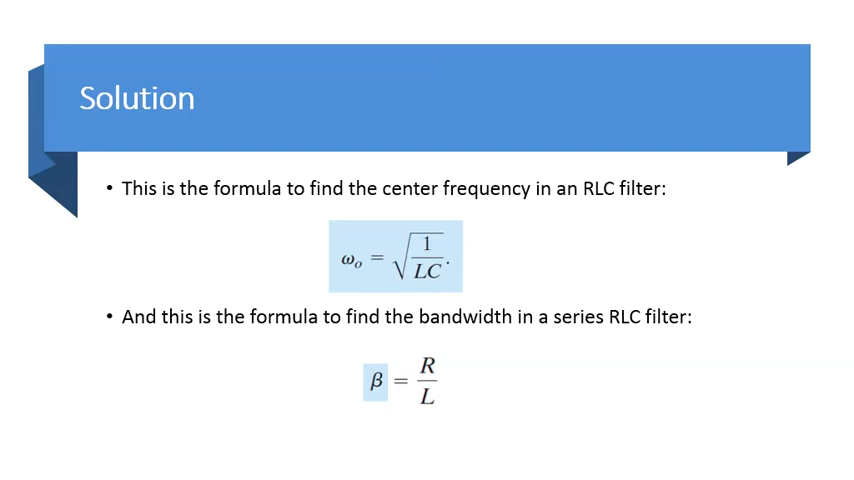 Solution
• This is the formula to find the center frequency in an RLC filter:
ω₀ = √(1/LC).
• And this is the formula to find the bandwidth in a series RLC filter:
β = R/L